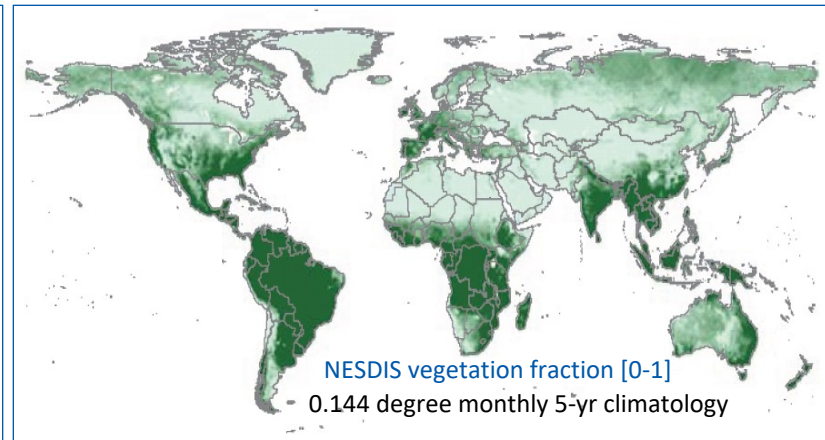 NESDIS vegetation fraction [0-1]
0.144 degree monthly 5-yr climatology